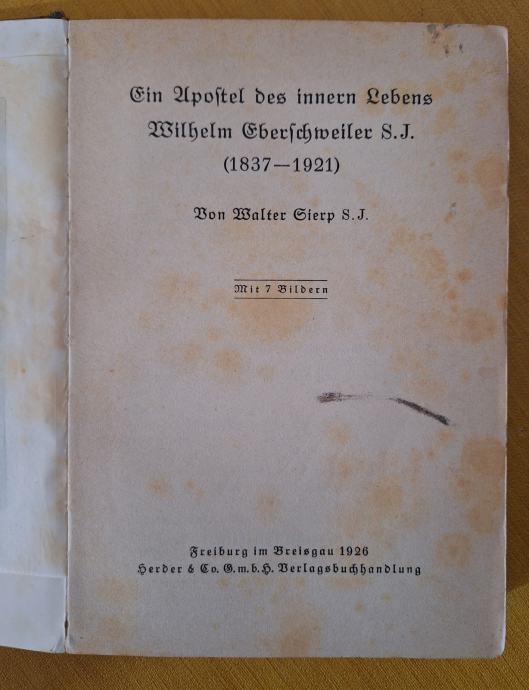 Ein Apoſtel des innern Lebens
Wilhelm Eberſchweiler S.J.
(1837—1921)
Von Walter Sierp S.J.
Mit 7 Bildern
Freiburg im Breisgau 1926
Herder & Co. G.m.b.H. Verlagsbuchhandlung